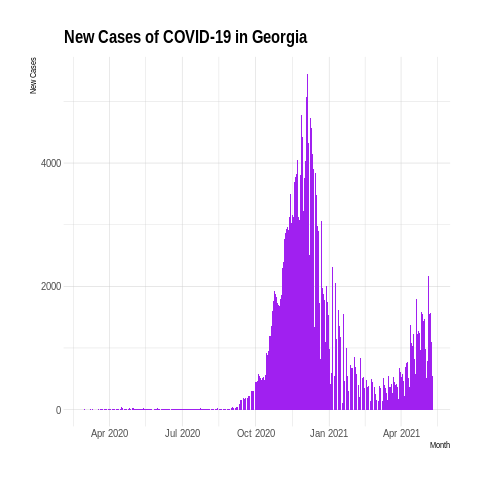 New Cases of COVID-19 in Georgia
New Cases
4000
2000
0
Apr 2020 Jul 2020 Oct 2020 Jan 2021 Apr 2021
Month